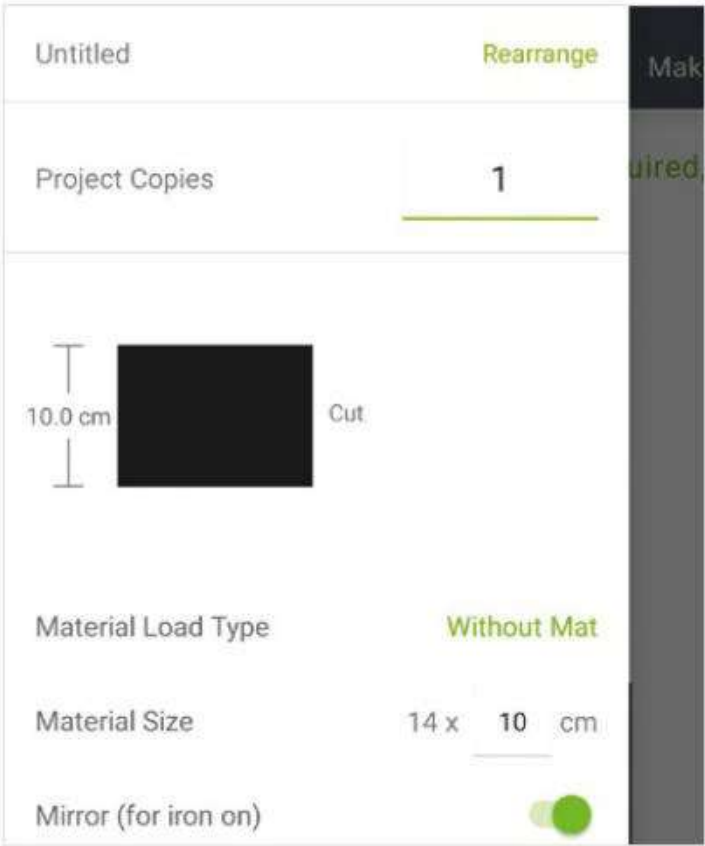 Untitled
Rearrange
Mak
Project Copies
1
uired,
10.0 cm
Cut
Material Load Type
Without Mat
Material Size
14 x 10 cm
Mirror (for iron on)